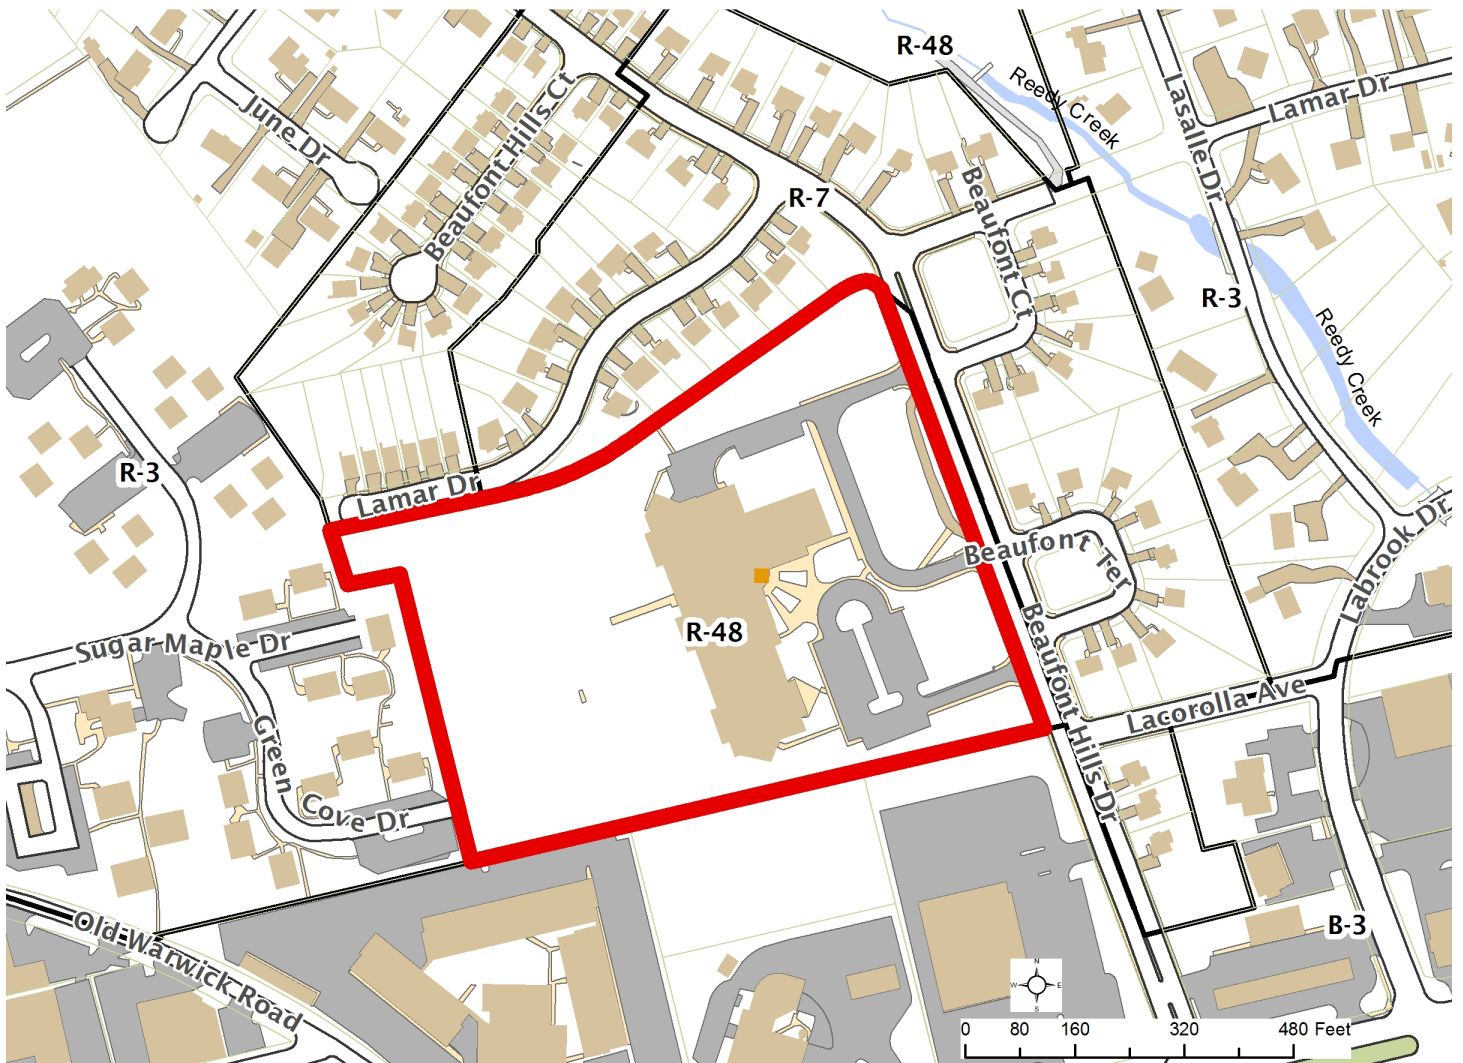 R-48
Reedy Creek
Lasalle Dr
Lamar Dr
June Dr
Beaufont Hills Ct
R-7
Beaufont Ct
R-3
Reedy Creek
R-3
Lamar Dr
Labrook Dr
Beaufont Ter
R-48
Sugar Maple Dr
Beaufont Hills Dr
Lacorolla Ave
Green Cove Dr
Old Warwick Road
B-3
N
W E
S
0 80 160 320 480 Feet